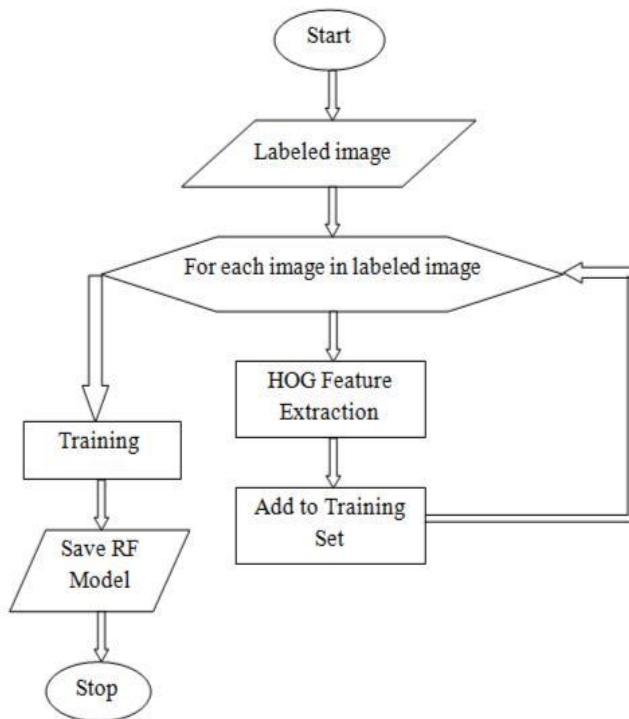 Start
Labeled image
For each image in labeled image
HOG Feature
Extraction
Add to Training
Set
Training
Save RF
Model
Stop